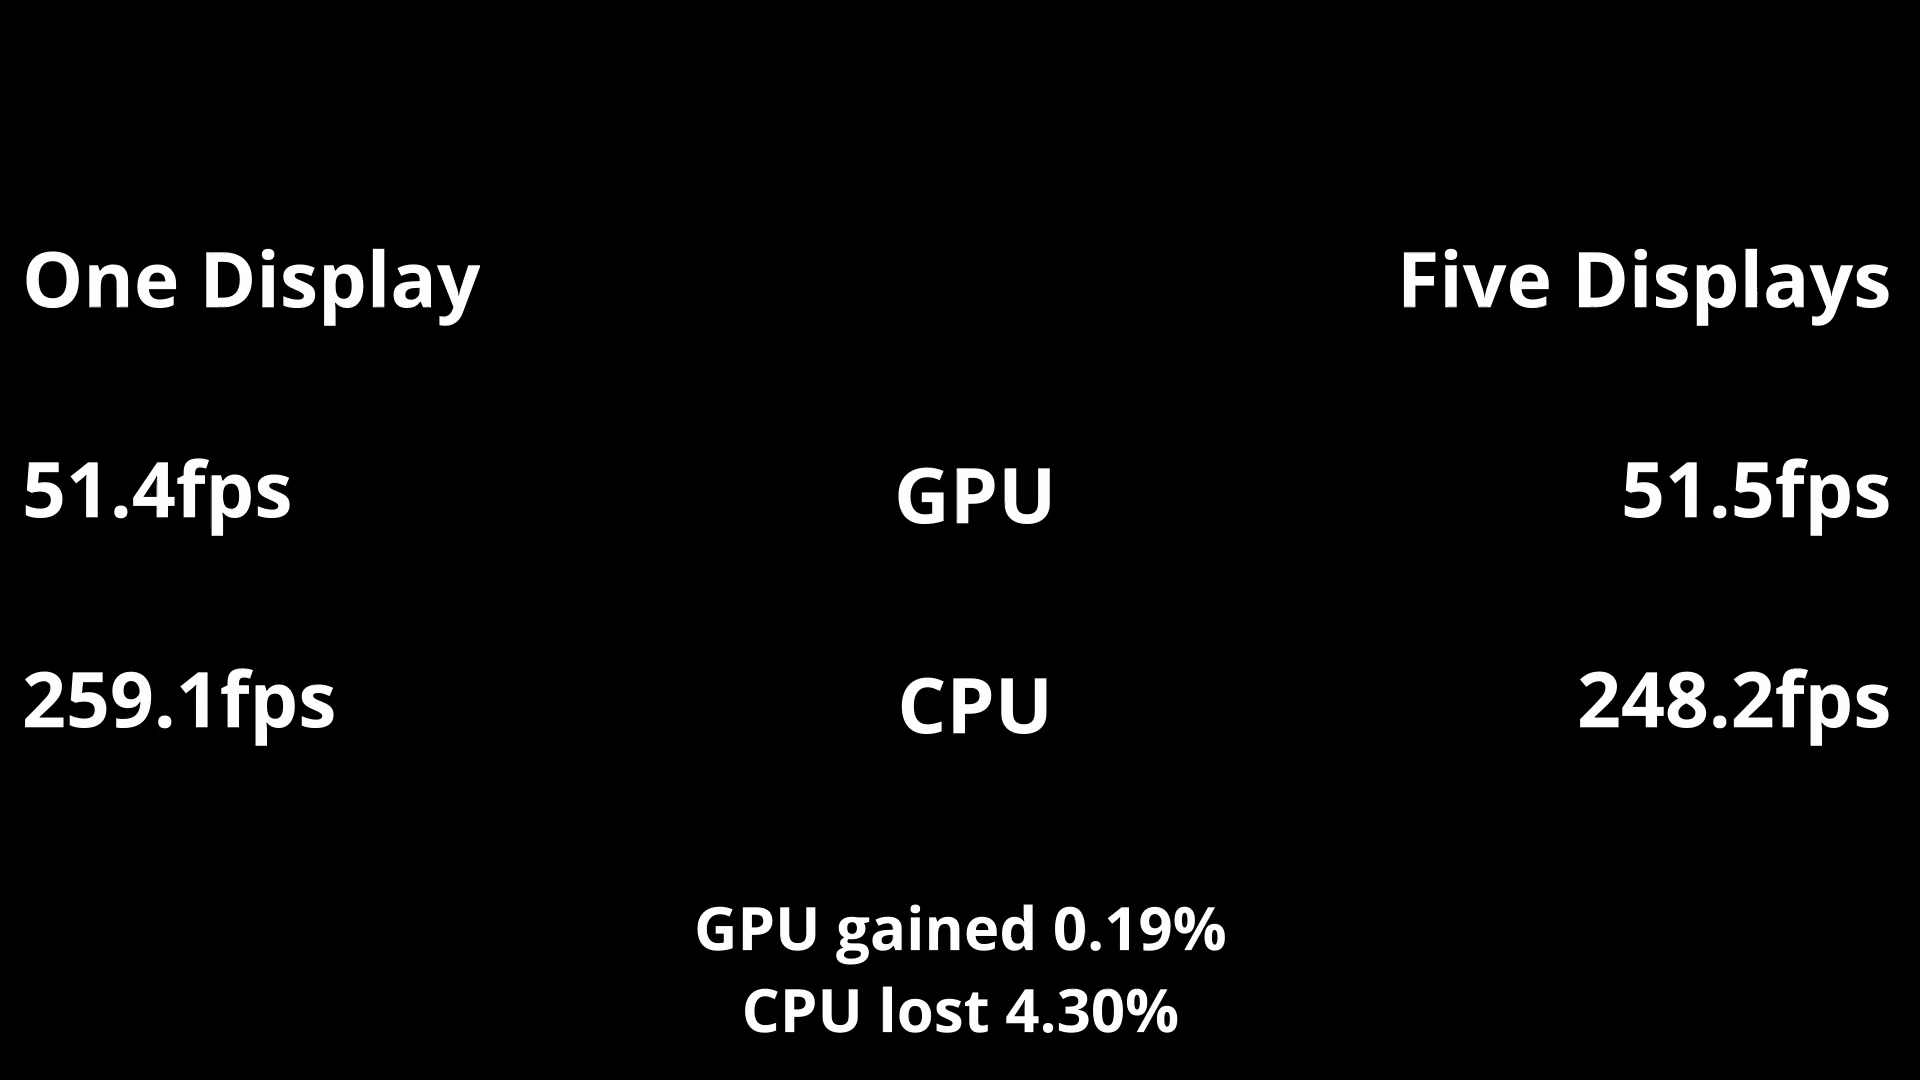 One Display Five Displays
51.4fps GPU 51.5fps
259.1fps CPU 248.2fps
GPU gained 0.19%
CPU lost 4.30%